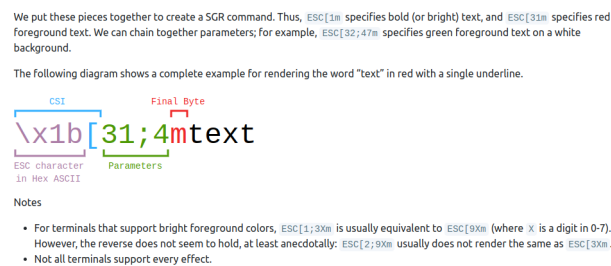 We put these pieces together to create a SGR command. Thus, ESC[1m specifies bold (or bright) text, and ESC[31m specifies red
foreground text. We can chain together parameters; for example, ESC[32;47m specifies green foreground text on a white
background.
The following diagram shows a complete example for rendering the word “text” in red with a single underline.
CSI Final Byte
\x1b[31;4mtext
ESC character Parameters
in Hex ASCII
Notes
• For terminals that support bright foreground colors, ESC[1;3Xm is usually equivalent to ESC[9Xm (where X is a digit in 0-7).
However, the reverse does not seem to hold, at least anecdotally: ESC[2;9Xm usually does not render the same as ESC[3Xm.
• Not all terminals support every effect.